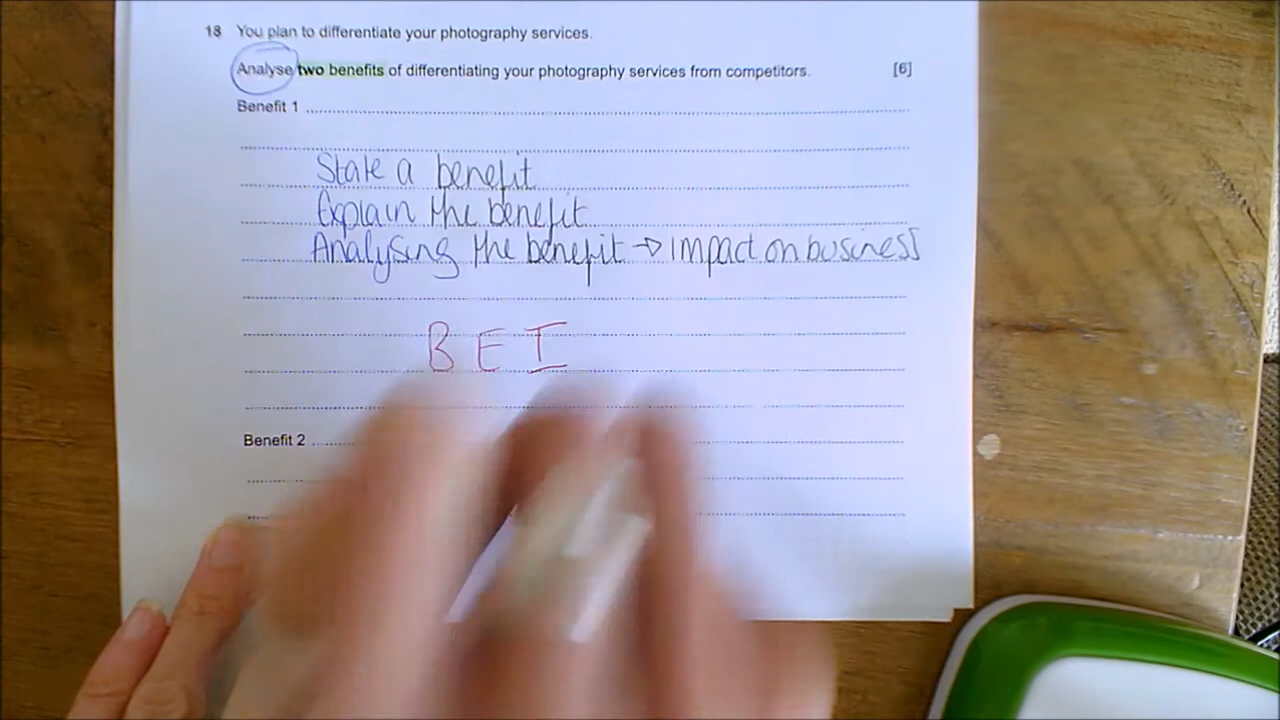 18 You plan to differentiate your photography services.
Analyse two benefits of differentiating your photography services from competitors. [6]
Benefit 1
State a benefit
Explain the benefit
Analysing the benefit → impact on business
B E I
Benefit 2